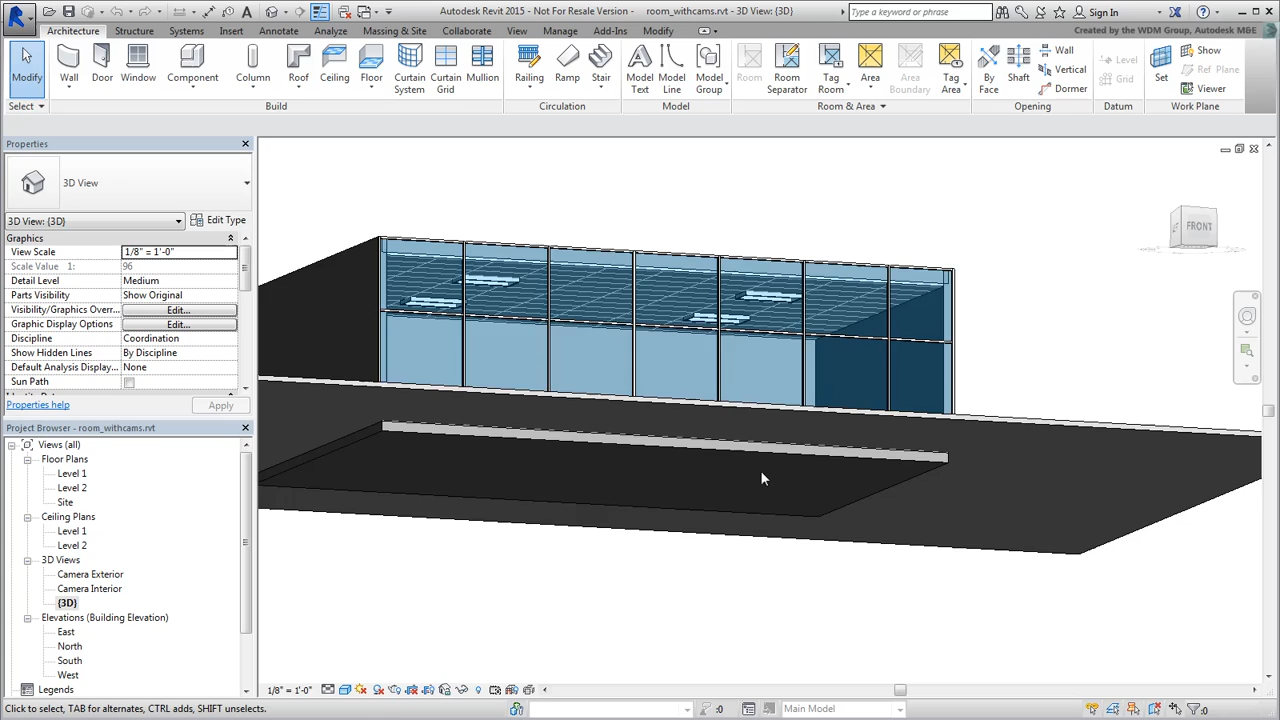 Autodesk Revit 2015 - Not For Resale Version - room_withcams.rvt - 3D View: {3D}
Type a keyword or phrase
Sign In
Architecture Structure Systems Insert Annotate Analyze Massing & Site Collaborate View Manage Add-Ins Modify
Created by the WDM Group, Autodesk M&E
Modify Wall Door Window Component Column Roof Ceiling Floor Curtain System Curtain Grid Mullion Railing Ramp Stair Model Text Model Line Model Group Room Room Separator Tag Room Area Area Boundary Tag Area By Face Shaft Wall Vertical Dormer Level Grid Set Show Ref Plane Viewer
Select Build Circulation Model Room & Area Opening Datum Work Plane
Properties
3D View
3D View: {3D} Edit Type
Graphics
View Scale 1/8" = 1'-0"
Scale Value 1: 96
Detail Level Medium
Parts Visibility Show Original
Visibility/Graphics Overr... Edit...
Graphic Display Options Edit...
Discipline Coordination
Show Hidden Lines By Discipline
Default Analysis Display... None
Sun Path
Properties help Apply
Project Browser - room_withcams.rvt
Views (all)
Floor Plans
Level 1
Level 2
Site
Ceiling Plans
Level 1
Level 2
3D Views
Camera Exterior
Camera Interior
{3D}
Elevations (Building Elevation)
East
North
South
West
Legends
FRONT
1/8" = 1'-0"
Click to select, TAB for alternates, CTRL adds, SHIFT unselects.
:0
Main Model
:0